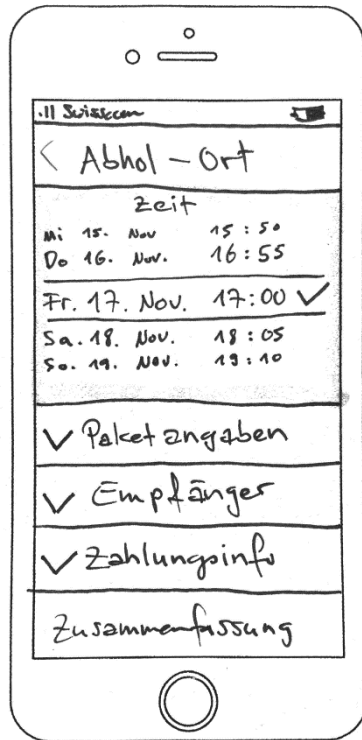 .ıl Swisscom
< Abhol-Ort
Zeit
Mi 15. Nov 15:50
Do 16. Nov. 16:55
Fr. 17. Nov. 17:00 ✓
Sa. 18. Nov. 18:05
So. 19. Nov. 19:10
✓ Paketangaben
✓ Empfänger
✓ Zahlungsinfo
Zusammenfassung